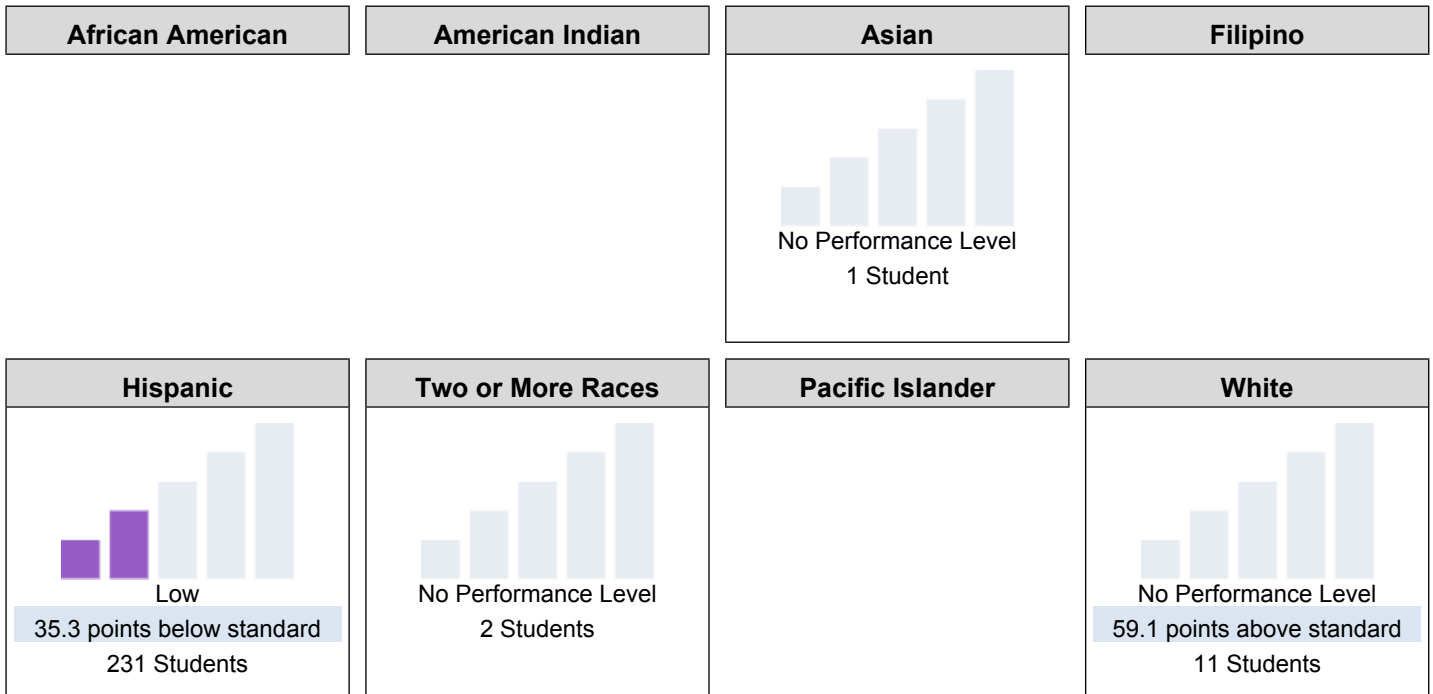 African American
American Indian
Asian
Filipino
No Performance Level
1 Student
Hispanic
Two or More Races
Pacific Islander
White
Low
35.3 points below standard
231 Students
No Performance Level
2 Students
No Performance Level
59.1 points above standard
11 Students